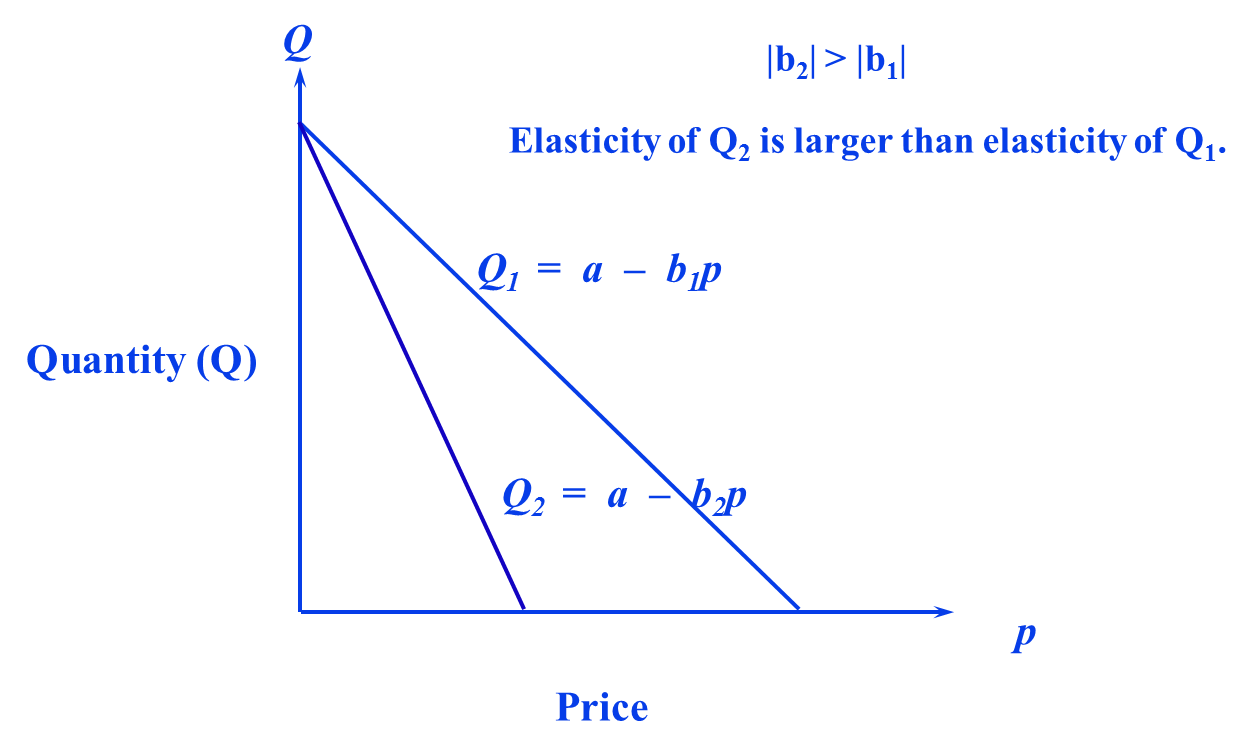 Q
|b₂| > |b₁|
Elasticity of Q₂ is larger than elasticity of Q₁.
Q₁ = a – b₁p
Quantity (Q)
Q₂ = a – b₂p
p
Price